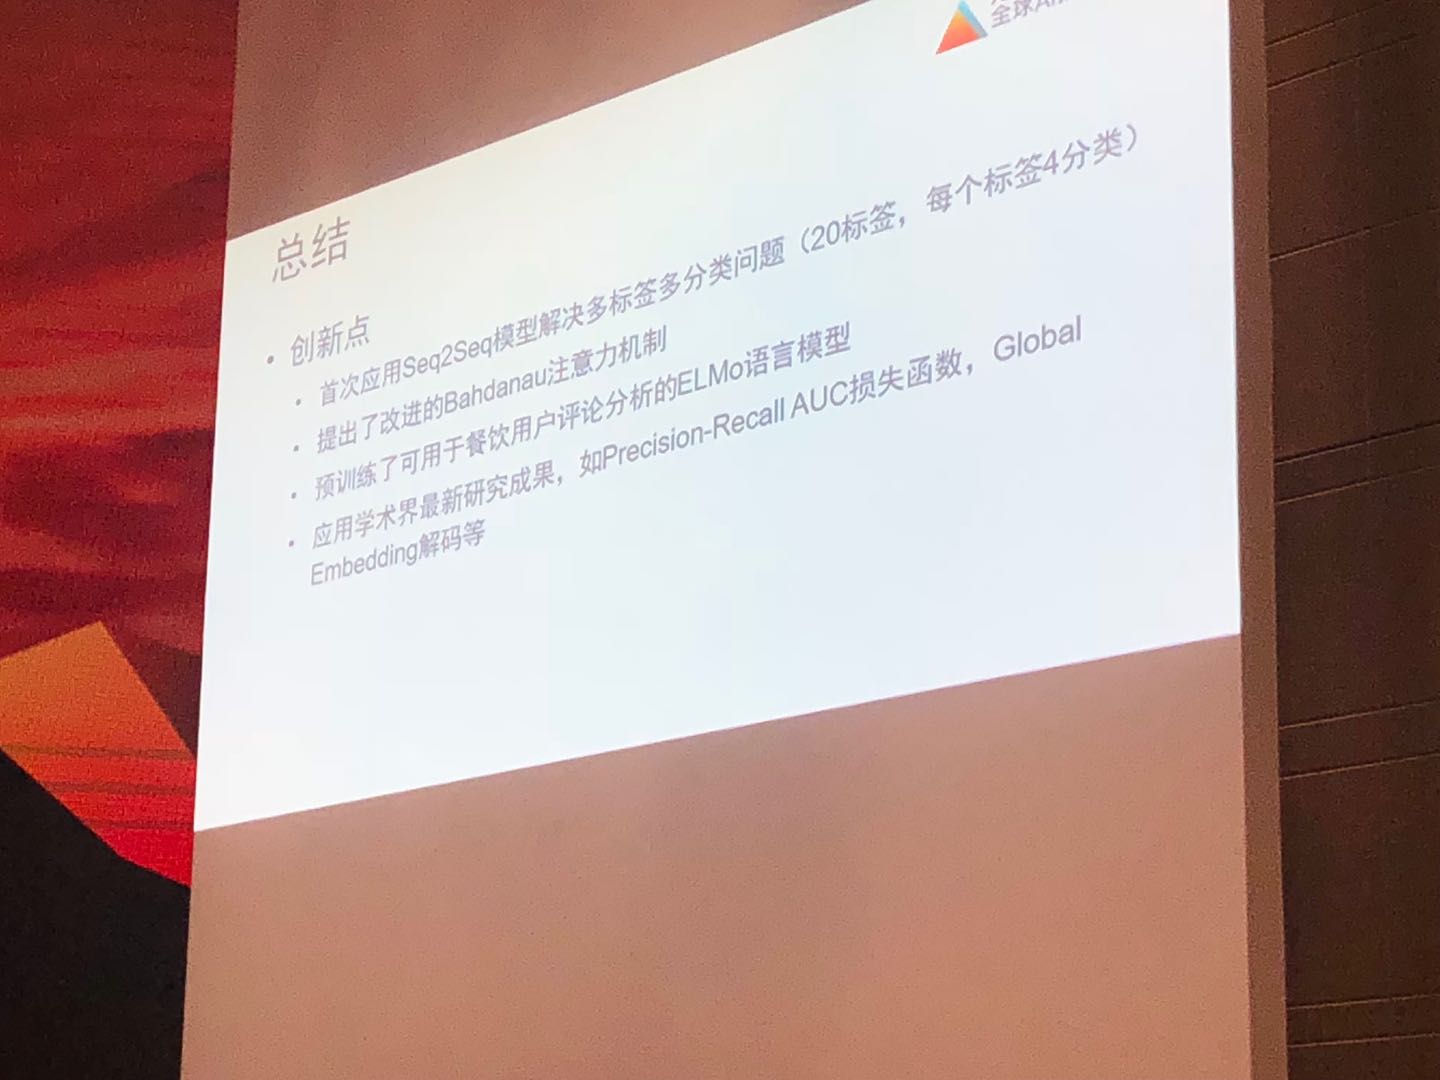 全球AI
总结
• 创新点
• 首次应用Seq2Seq模型解决多标签多分类问题（20标签，每个标签4分类）
• 提出了改进的Bahdanau注意力机制
• 预训练了可用于餐饮用户评论分析的ELMo语言模型
• 应用学术界最新研究成果，如Precision-Recall AUC损失函数，Global
Embedding解码等